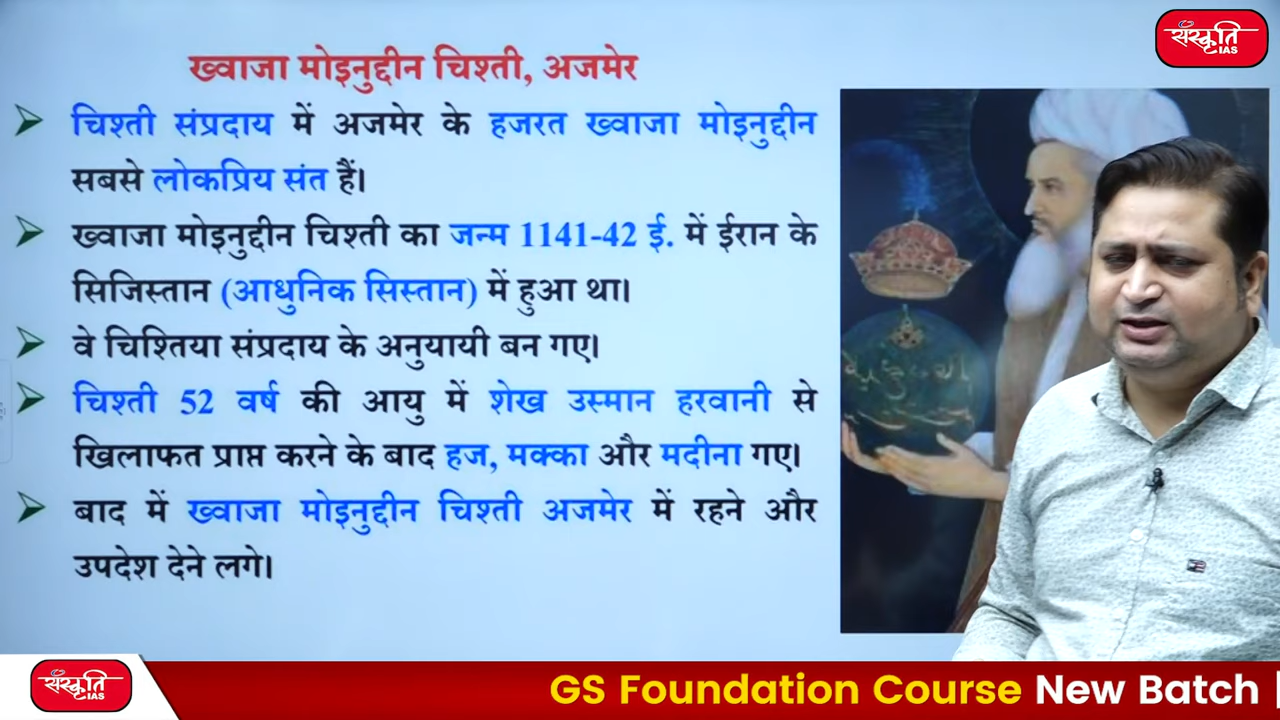 संस्कृति
IAS
ख्वाजा मोइनुद्दीन चिश्ती, अजमेर
चिश्ती संप्रदाय में अजमेर के हजरत ख्वाजा मोइनुद्दीन
सबसे लोकप्रिय संत हैं।
ख्वाजा मोइनुद्दीन चिश्ती का जन्म 1141-42 ई. में ईरान के
सिजिस्तान (आधुनिक सिस्तान) में हुआ था।
वे चिश्तिया संप्रदाय के अनुयायी बन गए।
चिश्ती 52 वर्ष की आयु में शेख उस्मान हरवानी से
खिलाफत प्राप्त करने के बाद हज, मक्का और मदीना गए।
बाद में ख्वाजा मोइनुद्दीन चिश्ती अजमेर में रहने और
उपदेश देने लगे।
संस्कृति
IAS
GS Foundation Course New Batch |